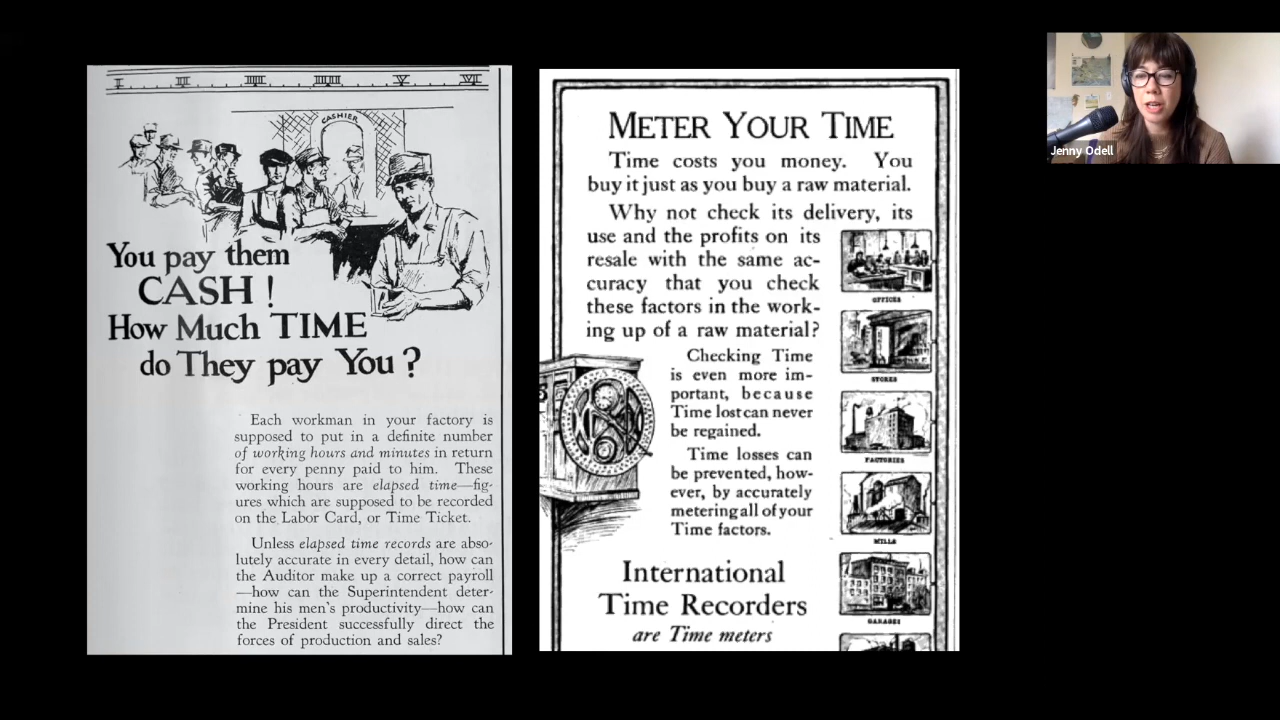 I II III IIII V VI
CASHIER
You pay them
CASH!
How Much TIME
do They pay You?
Each workman in your factory is
supposed to put in a definite number
of working hours and minutes in return
for every penny paid to him. These
working hours are elapsed time—fig-
ures which are supposed to be recorded
on the Labor Card, or Time Ticket.
Unless elapsed time records are abso-
lutely accurate in every detail, how can
the Auditor make up a correct payroll
—how can the Superintendent deter-
mine his men's productivity—how can
the President successfully direct the
forces of production and sales?
METER YOUR TIME
Time costs you money. You
buy it just as you buy a raw material.
Why not check its delivery, its
use and the profits on its
resale with the same ac-
curacy that you check
these factors in the work-
ing up of a raw material?
Checking Time
is even more im-
portant, because
Time lost can never
be regained.
Time losses can
be prevented, how-
ever, by accurately
metering all of your
Time factors.
International
Time Recorders
are Time meters
OFFICES
STORES
FACTORIES
MILLS
GARAGES
Jenny Odell